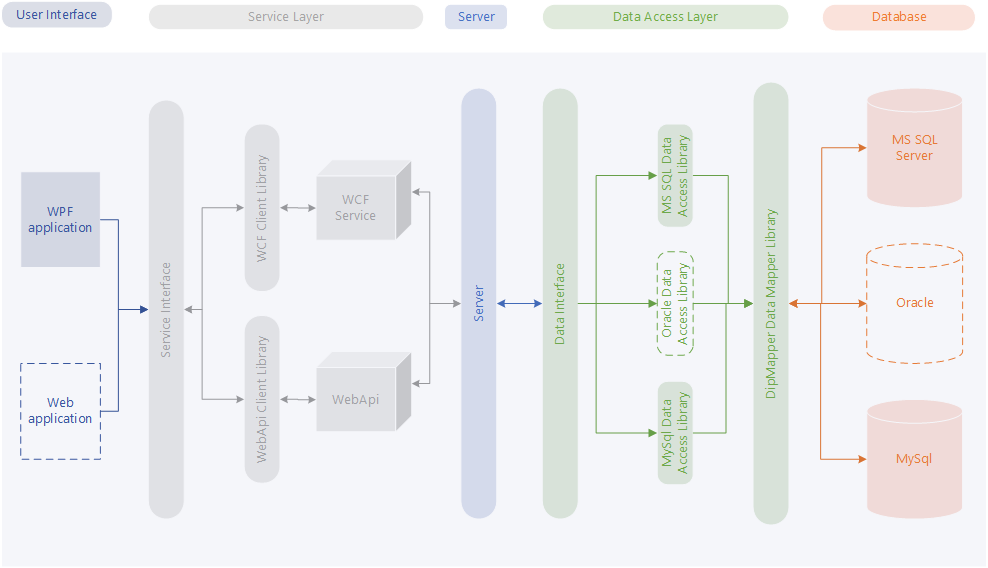 User Interface
Service Layer
Server
Data Access Layer
Database
WPF
application
Web
application
Service Interface
WCF Client Library
WebApi Client Library
WCF
Service
WebApi
Server
Data Interface
MS SQL Data
Access Library
Oracle Data
Access Library
MySql Data
Access Library
DipMapper Data Mapper Library
MS SQL
Server
Oracle
MySql